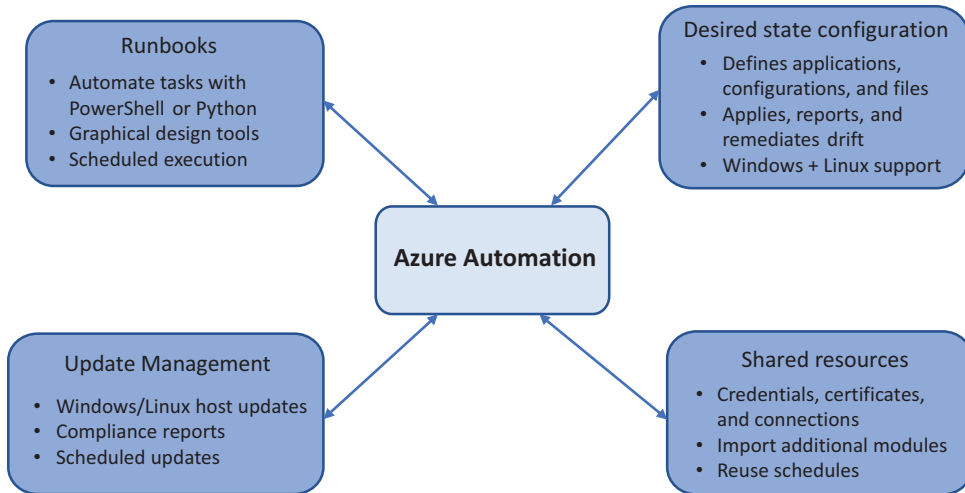 Runbooks
• Automate tasks with
PowerShell or Python
• Graphical design tools
• Scheduled execution
Desired state configuration
• Defines applications,
configurations, and files
• Applies, reports, and
remediates drift
• Windows + Linux support
Azure Automation
Update Management
• Windows/Linux host updates
• Compliance reports
• Scheduled updates
Shared resources
• Credentials, certificates,
and connections
• Import additional modules
• Reuse schedules